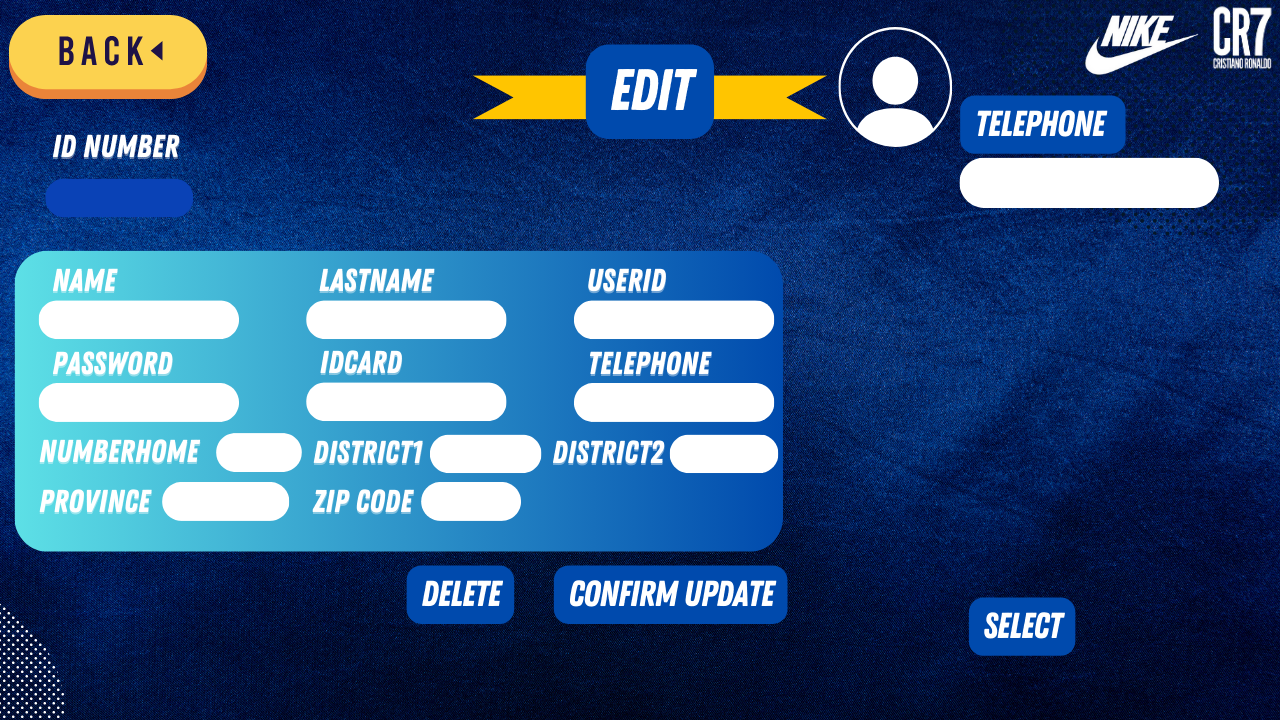 BACK
EDIT
NIKE
CR7
CRISTIANO RONALDO
TELEPHONE
ID NUMBER
NAME
LASTNAME
USERID
PASSWORD
IDCARD
TELEPHONE
NUMBERHOME
DISTRICT1
DISTRICT2
PROVINCE
ZIP CODE
DELETE
CONFIRM UPDATE
SELECT